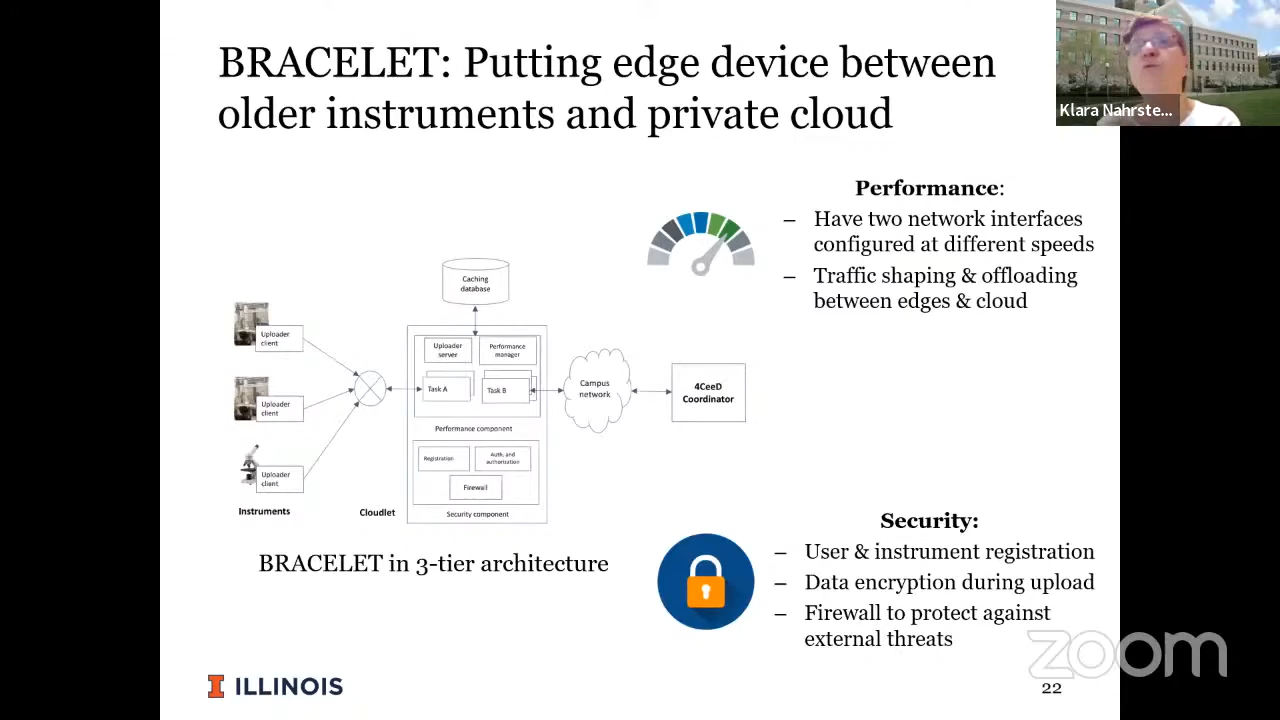 BRACELET: Putting edge device between
older instruments and private cloud
Klara Nahrste...
Performance:
– Have two network interfaces
configured at different speeds
– Traffic shaping & offloading
between edges & cloud
Caching
database
Uploader
client
Uploader
client
Uploader
client
Instruments
Cloudlet
Uploader
server
Performance
manager
Task A
Task B
Performance component
Registration
Auth, and
authorization
Firewall
Security component
Campus
network
4CeeD
Coordinator
BRACELET in 3-tier architecture
Security:
– User & instrument registration
– Data encryption during upload
– Firewall to protect against
external threats
zoom
I ILLINOIS
22